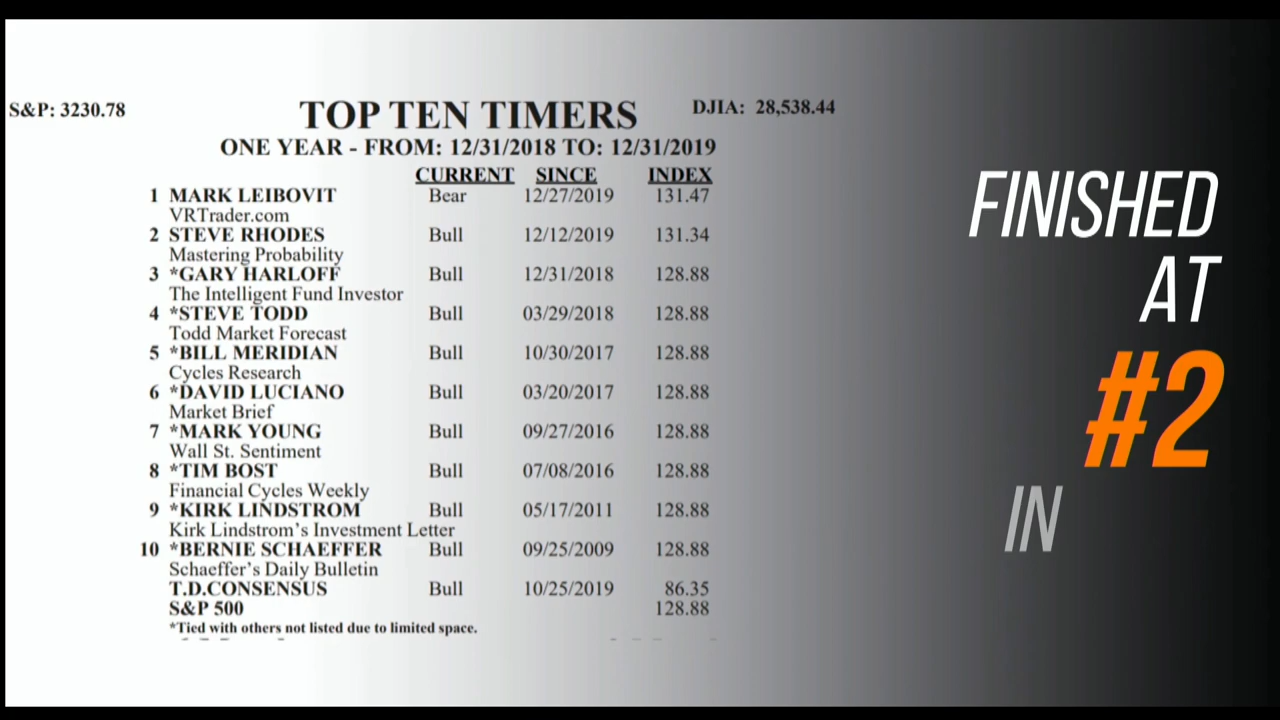 S&P: 3230.78
TOP TEN TIMERS
DJIA: 28,538.44
ONE YEAR - FROM: 12/31/2018 TO: 12/31/2019
CURRENT SINCE INDEX
1 MARK LEIBOVIT Bear 12/27/2019 131.47
VRTrader.com
2 STEVE RHODES Bull 12/12/2019 131.34
Mastering Probability
3 *GARY HARLOFF Bull 12/31/2018 128.88
The Intelligent Fund Investor
4 *STEVE TODD Bull 03/29/2018 128.88
Todd Market Forecast
5 *BILL MERIDIAN Bull 10/30/2017 128.88
Cycles Research
6 *DAVID LUCIANO Bull 03/20/2017 128.88
Market Brief
7 *MARK YOUNG Bull 09/27/2016 128.88
Wall St. Sentiment
8 *TIM BOST Bull 07/08/2016 128.88
Financial Cycles Weekly
9 *KIRK LINDSTROM Bull 05/17/2011 128.88
Kirk Lindstrom's Investment Letter
10 *BERNIE SCHAEFFER Bull 09/25/2009 128.88
Schaeffer's Daily Bulletin
T.D.CONSENSUS Bull 10/25/2019 86.35
S&P 500 128.88
*Tied with others not listed due to limited space.
FINISHED
AT
#2
IN